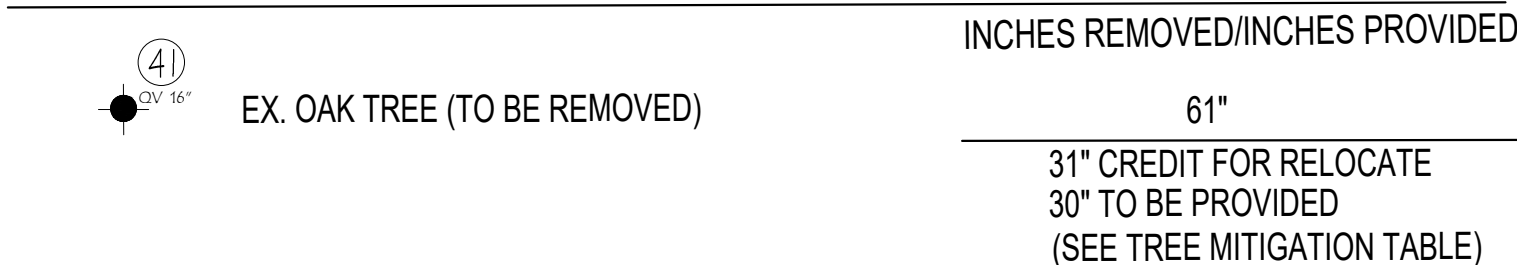 INCHES REMOVED/INCHES PROVIDED
41
QV 16"
EX. OAK TREE (TO BE REMOVED)
61"
31" CREDIT FOR RELOCATE
30" TO BE PROVIDED
(SEE TREE MITIGATION TABLE)